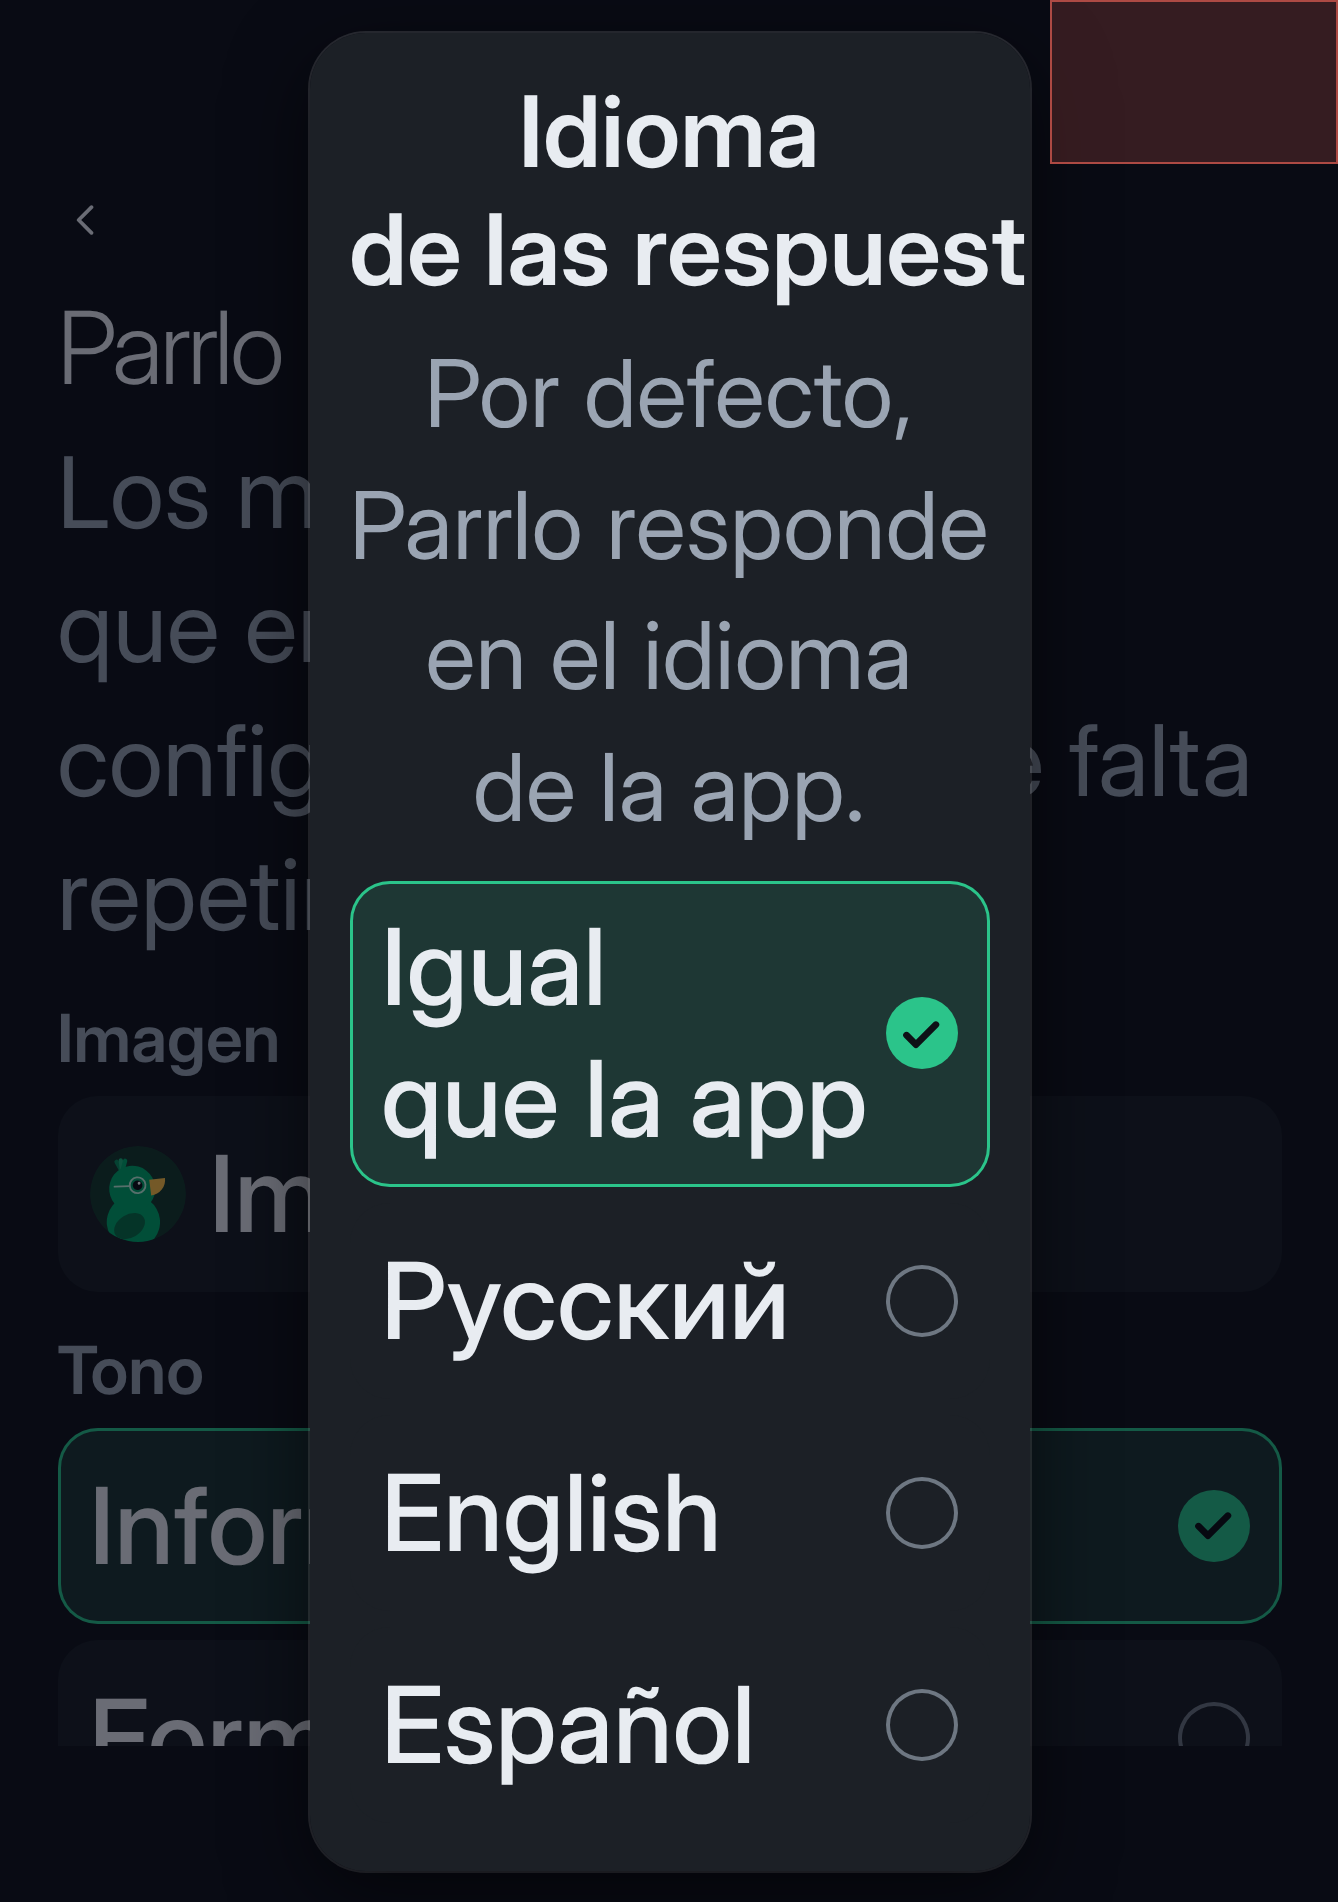 Idioma
de las respuest
Por defecto,
Parrlo responde
en el idioma
de la app.
Igual
que la app
Русский
English
Español
Parrlo
Los m
que
config
falta
repeti
Imagen
Im
Tono
Infor
Form